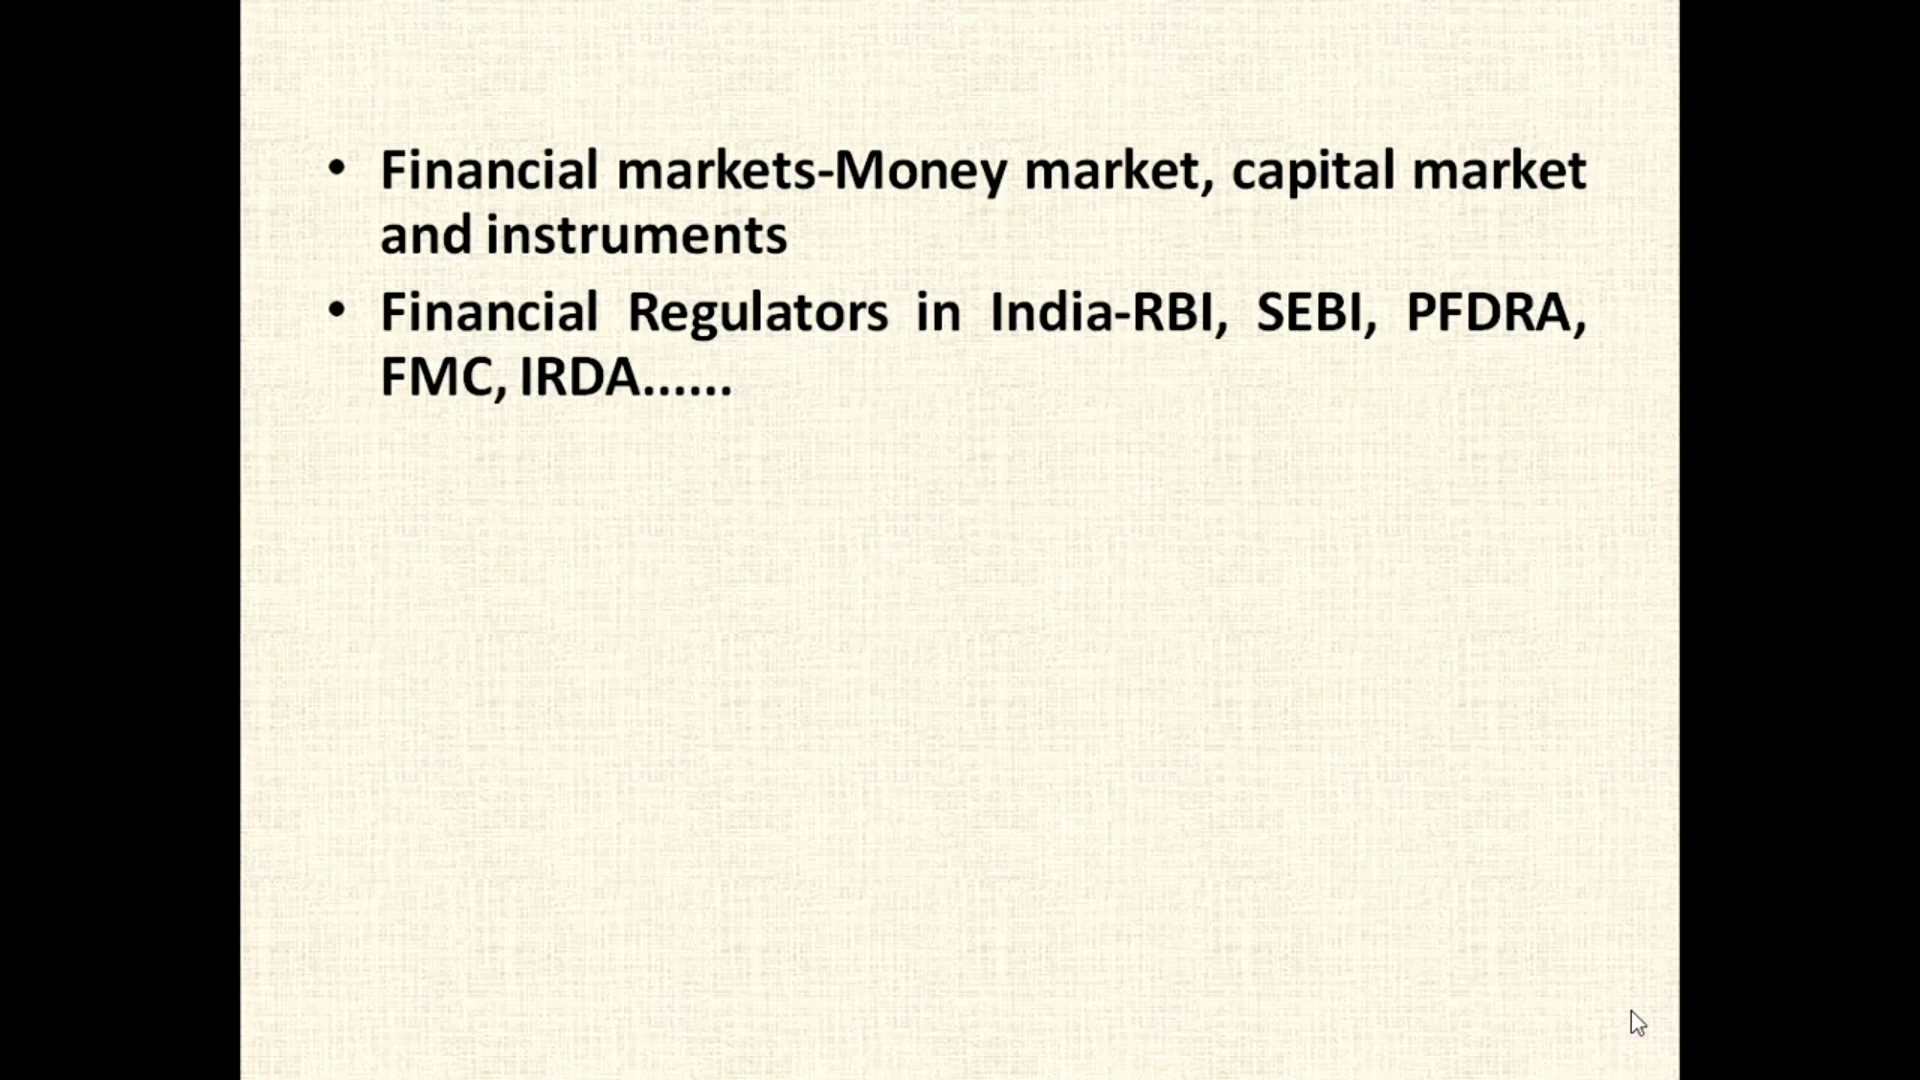 • Financial markets-Money market, capital market
and instruments
• Financial Regulators in India-RBI, SEBI, PFDRA,
FMC, IRDA......